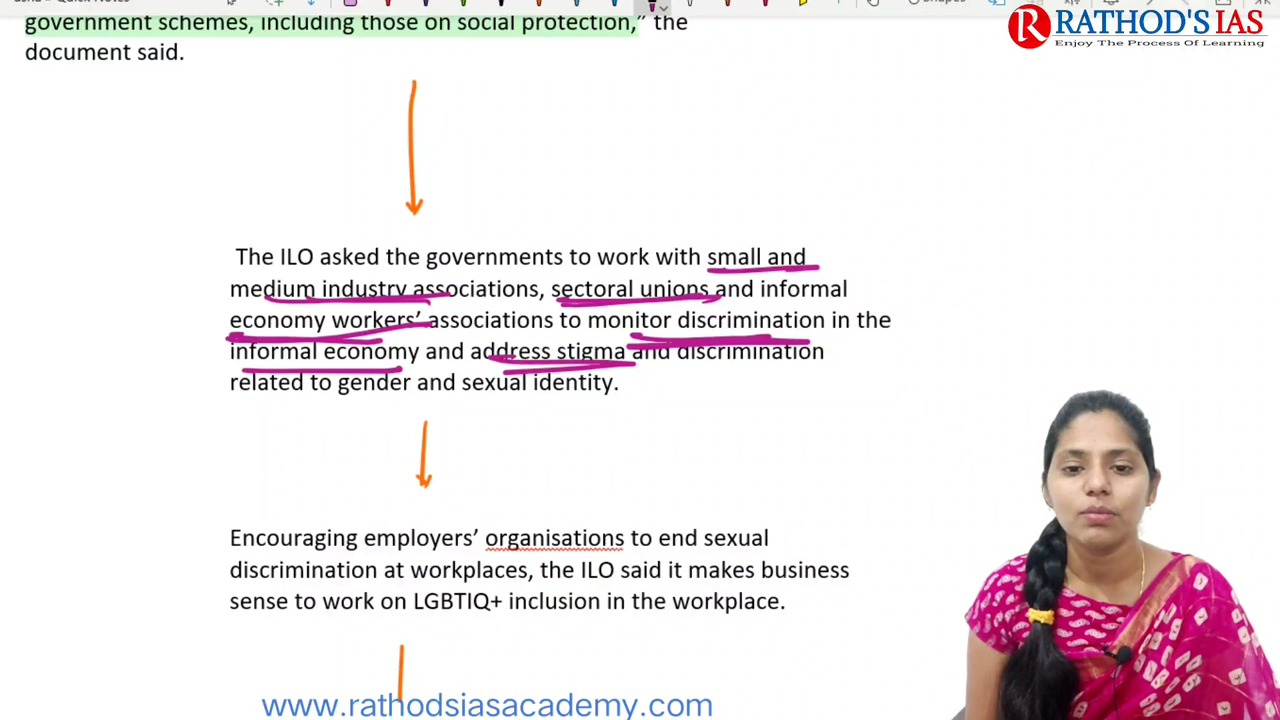 RATHOD'S IAS
Enjoy The Process Of Learning
government schemes, including those on social protection,” the
document said.
The ILO asked the governments to work with small and
medium industry associations, sectoral unions and informal
economy workers’ associations to monitor discrimination in the
informal economy and address stigma and discrimination
related to gender and sexual identity.
Encouraging employers’ organisations to end sexual
discrimination at workplaces, the ILO said it makes business
sense to work on LGBTIQ+ inclusion in the workplace.
www.rathodsiasacademy.com